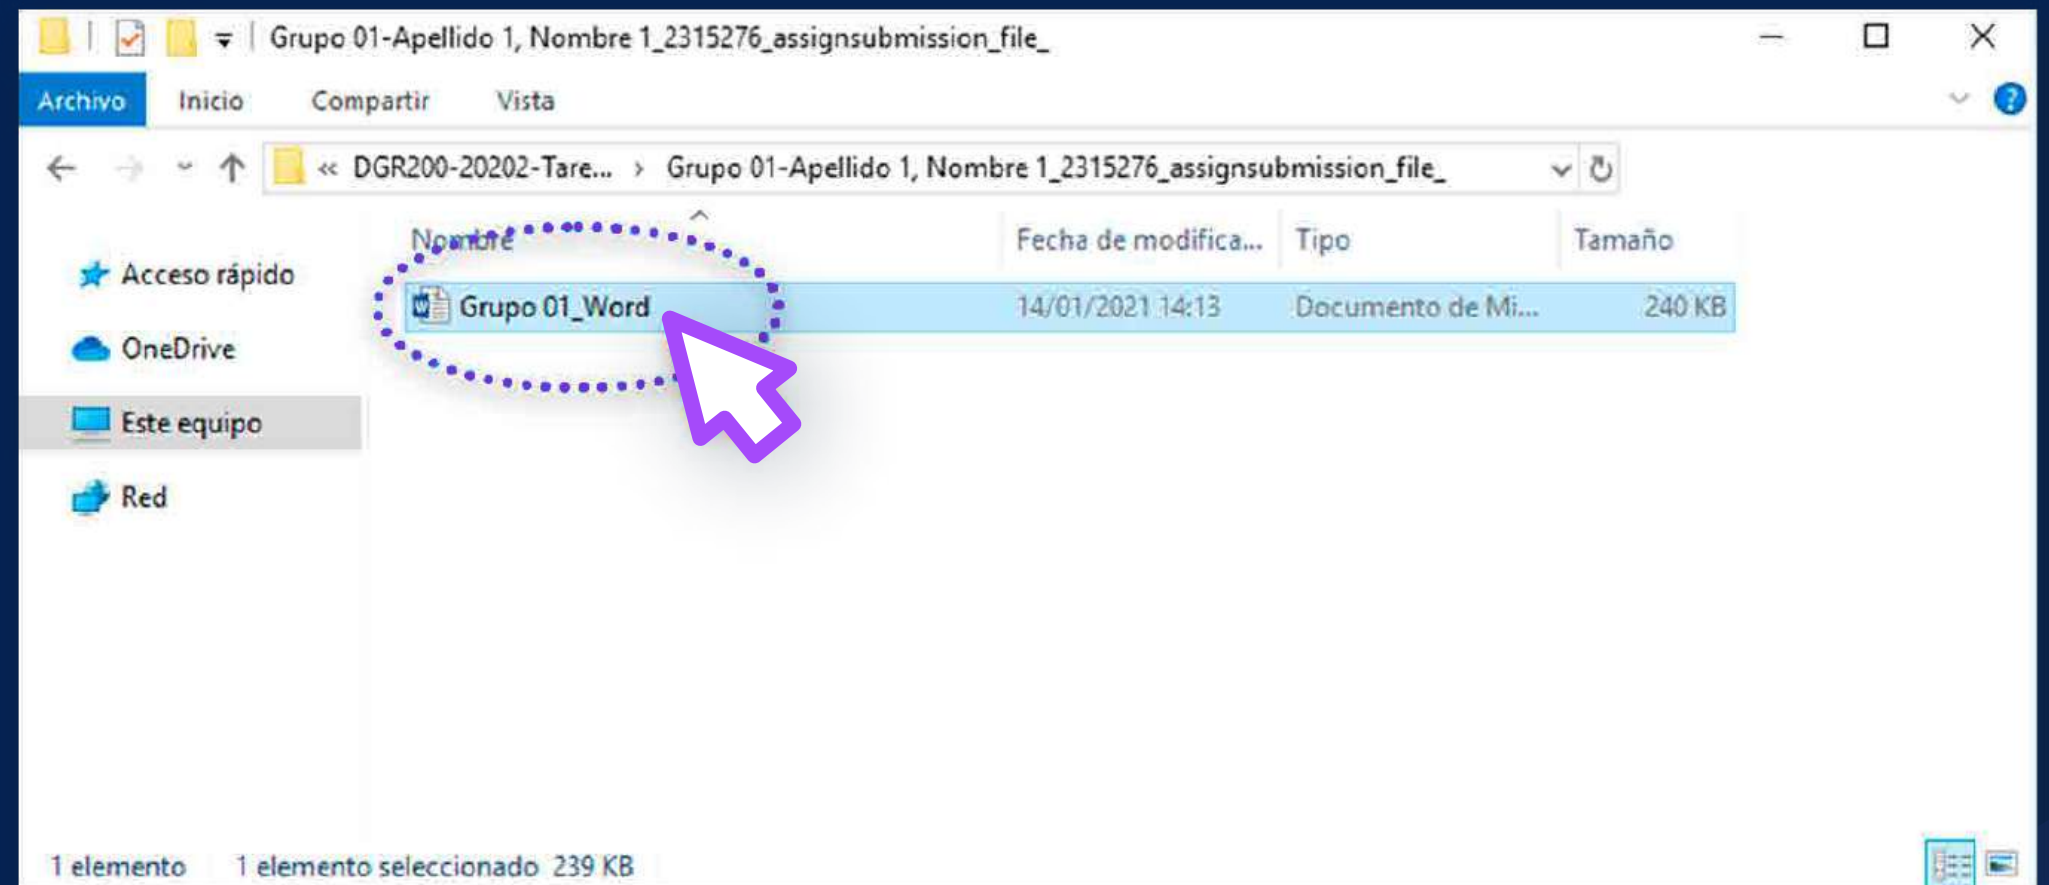 Grupo 01-Apellido 1, Nombre 1_2315276_assignsubmission_file_
Archivo Inicio Compartir Vista
« DGR200-20202-Tare... › Grupo 01-Apellido 1, Nombre 1_2315276_assignsubmission_file_
Nombre Fecha de modifica... Tipo Tamaño
Acceso rápido
Grupo 01_Word 14/01/2021 14:13 Documento de Mi... 240 KB
OneDrive
Este equipo
Red
1 elemento 1 elemento seleccionado 239 KB